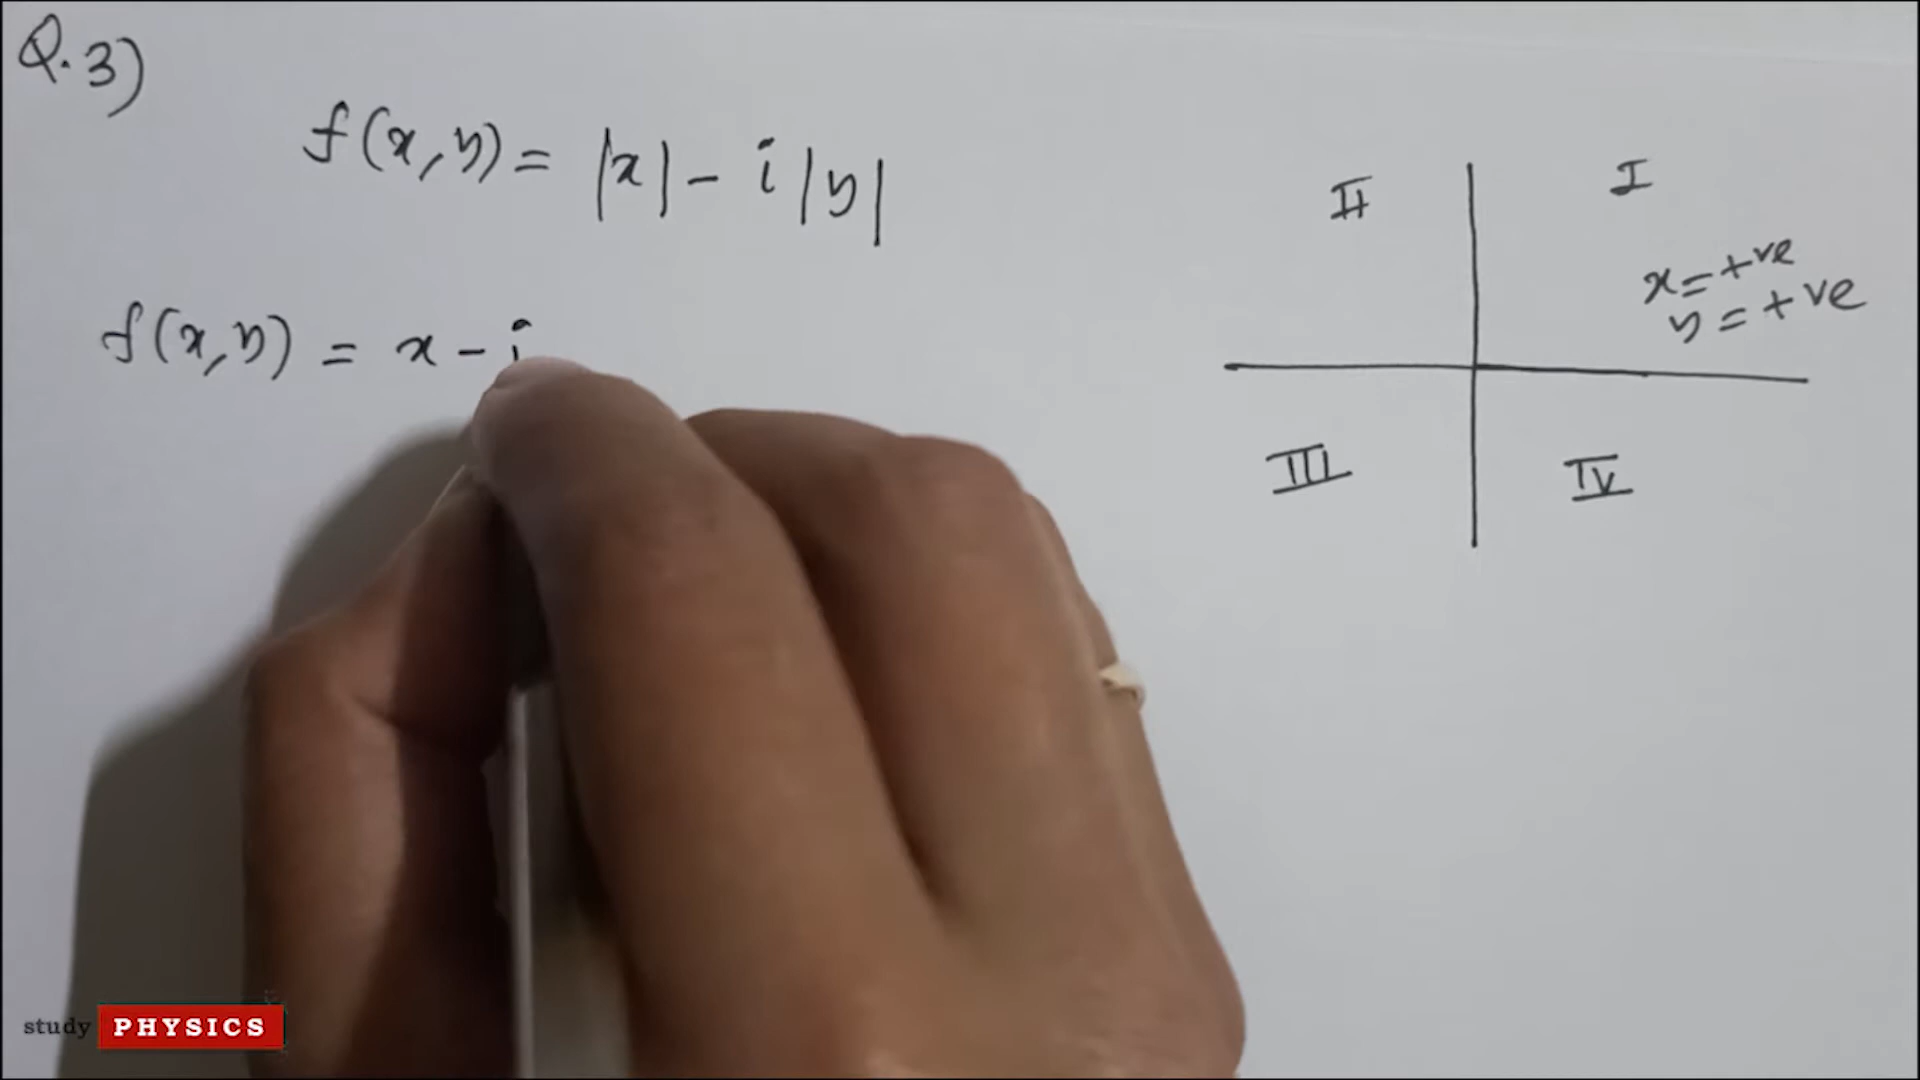 Q.3)
f(x,y)= |x| - i |y|
f(x,y) = x - i
II
I
x=+ve
y=+ve
III
IV
study PHYSICS